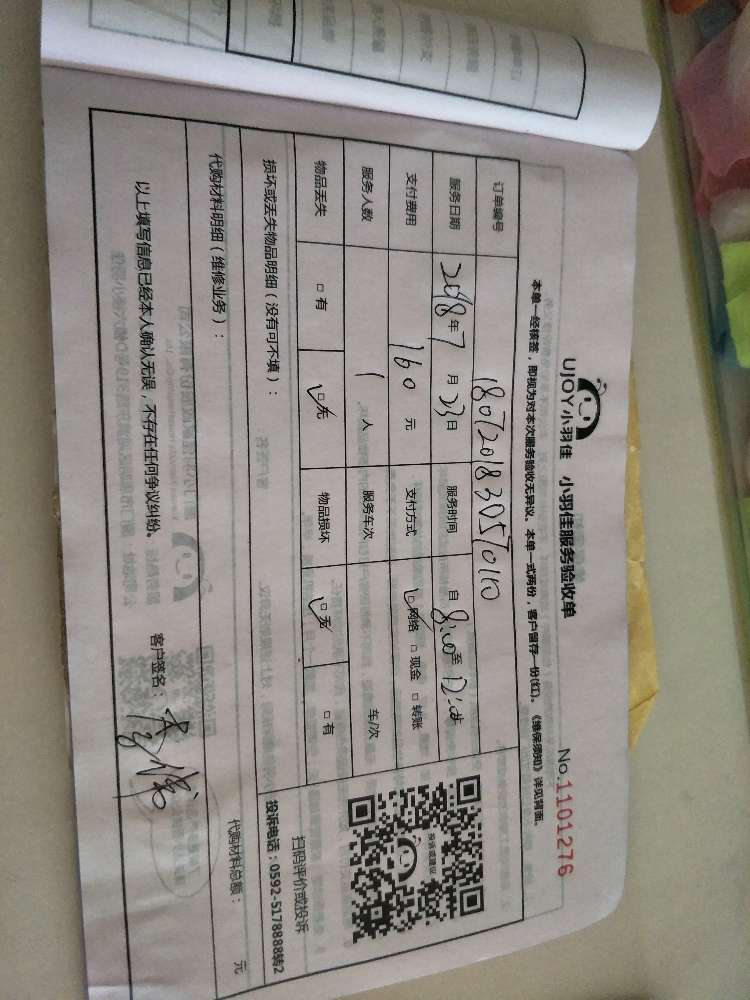 UJOY小羽佳 小羽佳服务验收单
No.1101276
本单一经核签，即视为对本次服务验收无异议。本单一式两份，客户留存一份(红)。《维保须知》详见背面。
订单编号
服务日期 2018年7月23日 服务时间 自8:00至12:00
支付费用 160元 支付方式 □网络 □现金 □转账
服务人数 1人 服务车次 车/次
物品丢失 □有 □无 物品损坏 □无 □有
扫码评价或投诉
投诉电话：0592-5178888转2
损坏或丢失物品明细（没有可不填）：
代购材料明细（维修业务）：
代购材料总额： 元
以上填写信息已经本人确认无误，不存在任何争议纠纷。
客户签名：